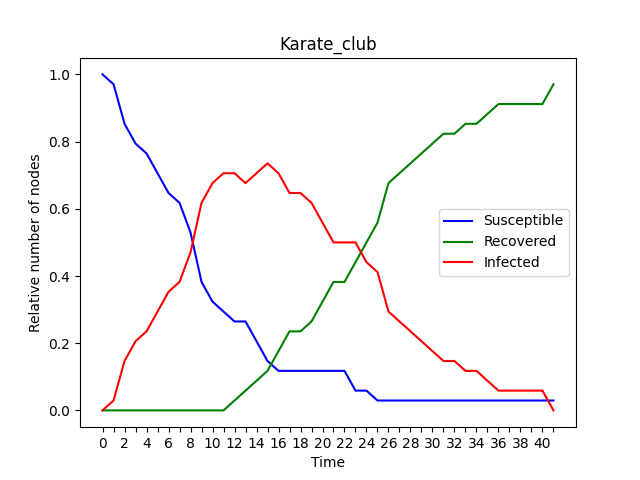 Karate_club
Relative number of nodes
1.0
0.8
0.6
0.4
0.2
0.0
Susceptible
Recovered
Infected
0 2 4 6 8 10 12 14 16 18 20 22 24 26 28 30 32 34 36 38 40
Time